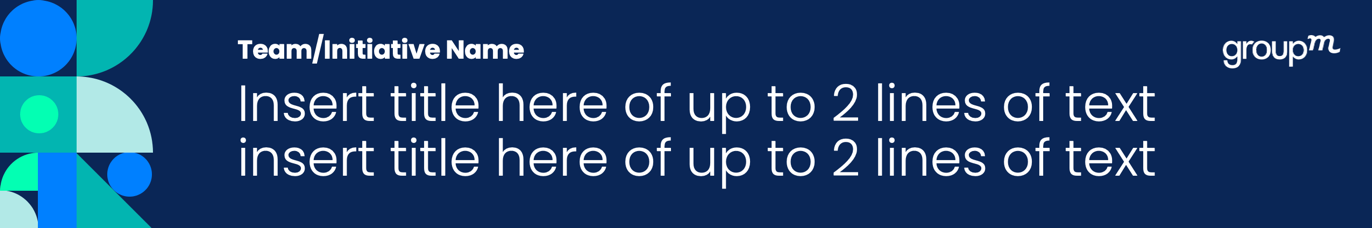 Team/Initiative Name
groupm
Insert title here of up to 2 lines of text
insert title here of up to 2 lines of text